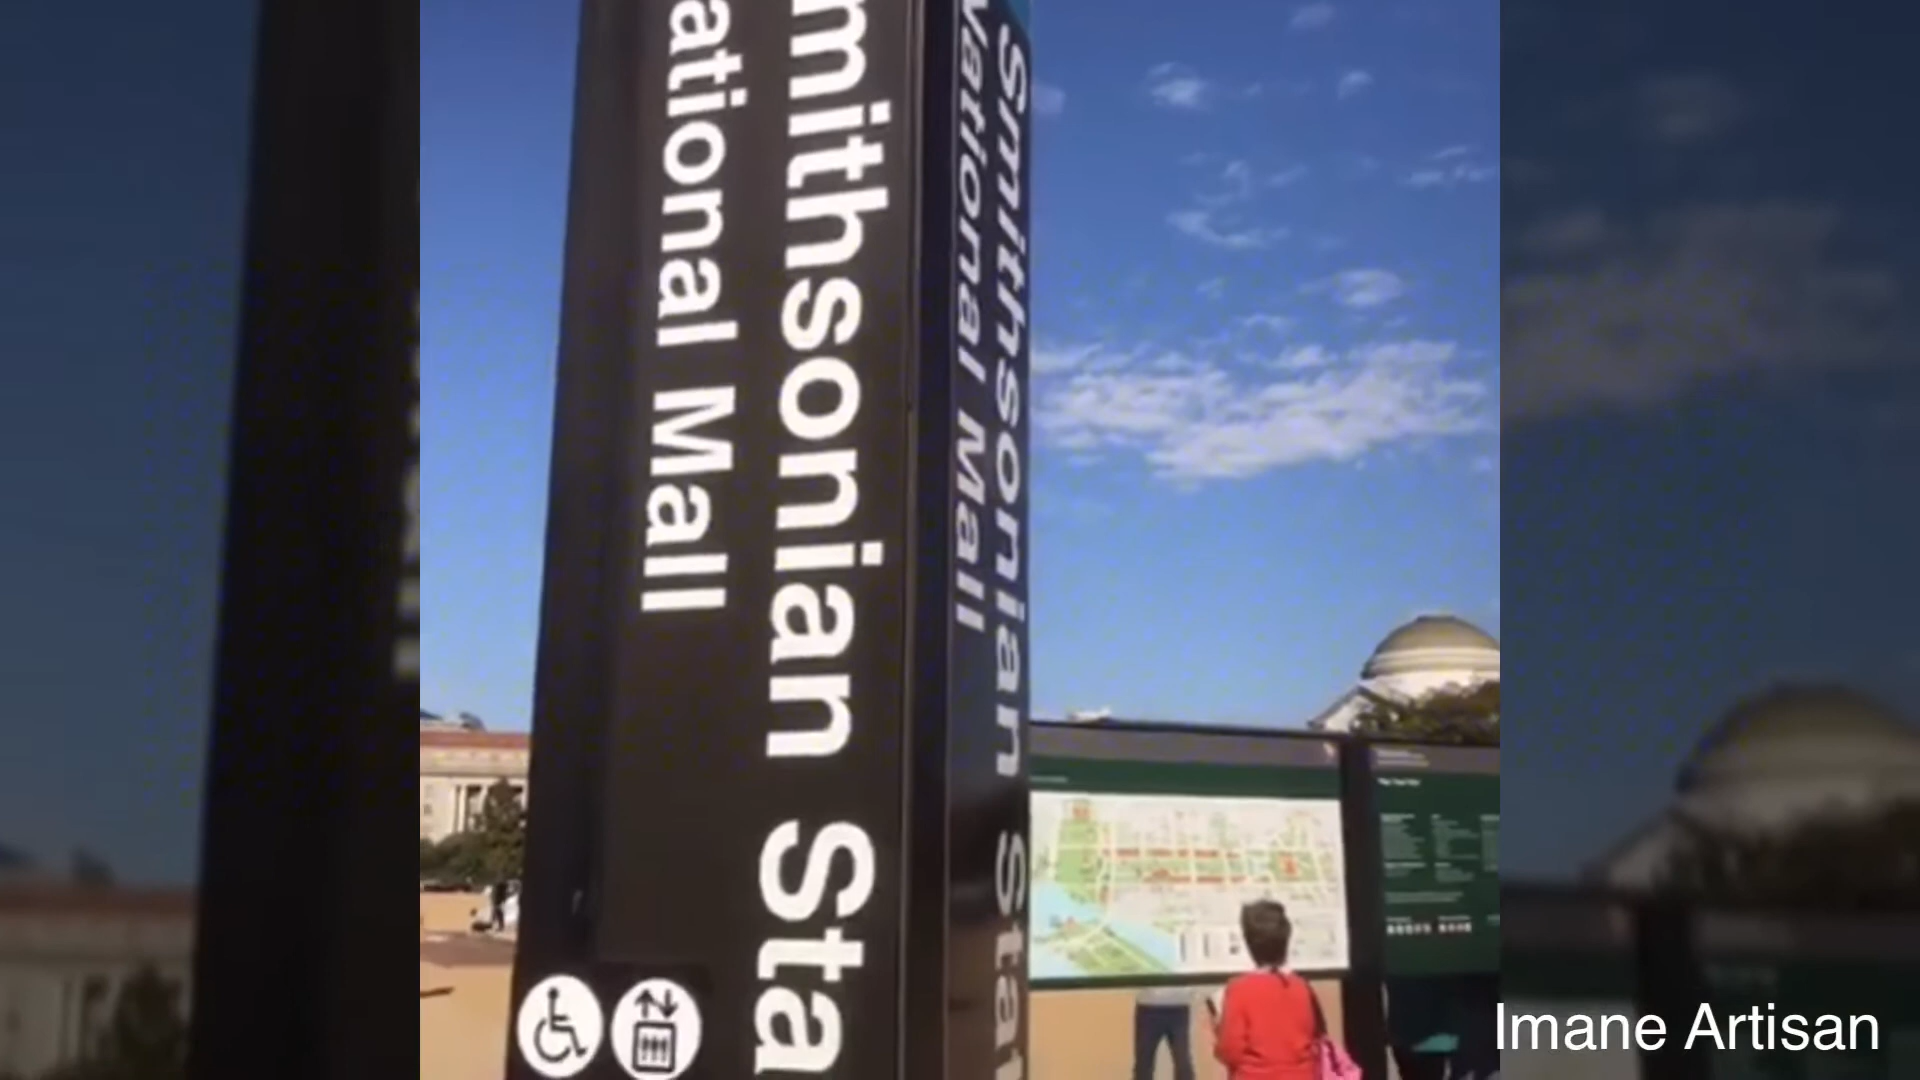 mithsonian Sta
ational Mall
Smithsonian Sta
National Mall
Imane Artisan